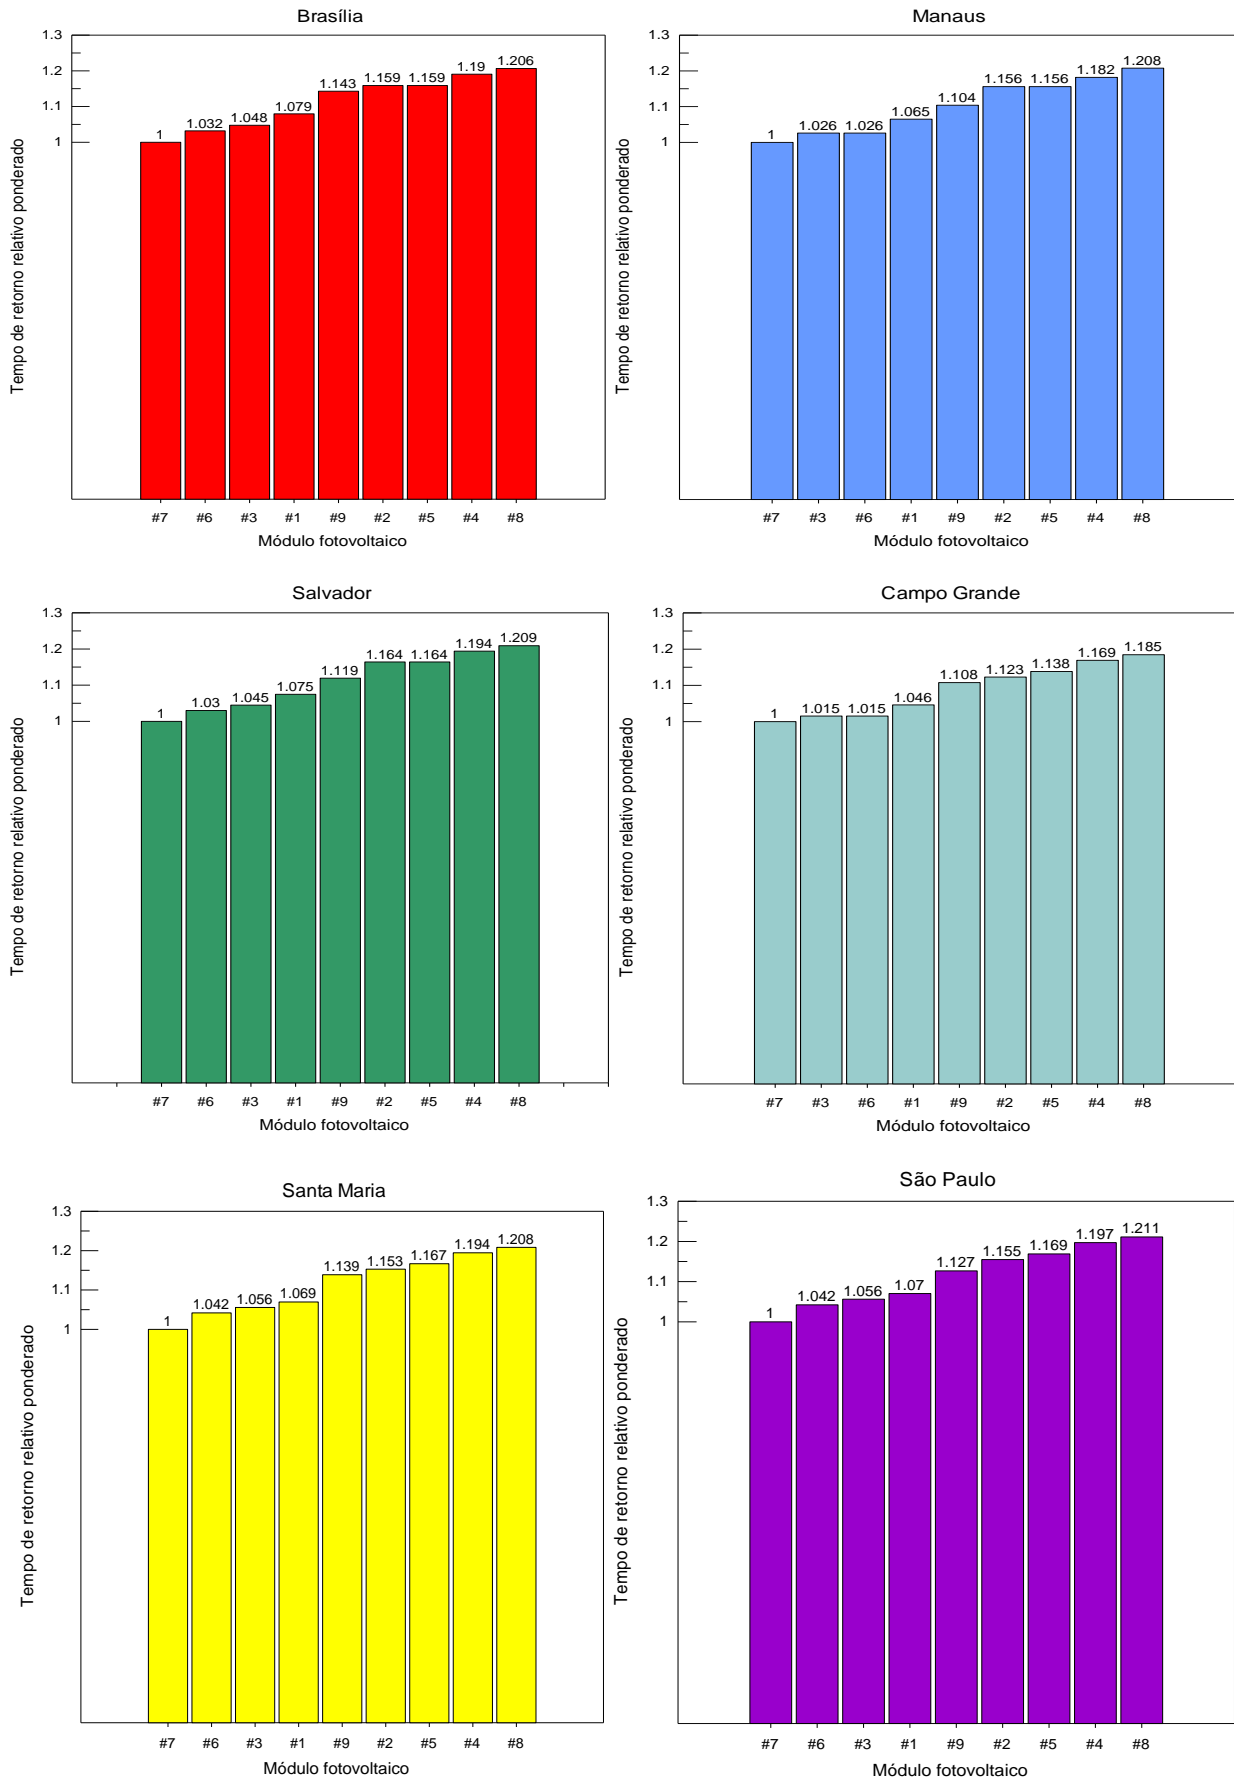 Brasília
1.3
1.2
1.1
1
Tempo de retorno relativo ponderado
1 1.032 1.048 1.079 1.143 1.159 1.159 1.19 1.206
#7 #6 #3 #1 #9 #2 #5 #4 #8
Módulo fotovoltaico
Manaus
1.3
1.2
1.1
1
Tempo de retorno relativo ponderado
1 1.026 1.026 1.065 1.104 1.156 1.156 1.182 1.208
#7 #3 #6 #1 #9 #2 #5 #4 #8
Módulo fotovoltaico
Salvador
1.3
1.2
1.1
1
Tempo de retorno relativo ponderado
1 1.03 1.045 1.075 1.119 1.164 1.164 1.194 1.209
#7 #6 #3 #1 #9 #2 #5 #4 #8
Módulo fotovoltaico
Campo Grande
1.3
1.2
1.1
1
Tempo de retorno relativo ponderado
1 1.015 1.015 1.046 1.108 1.123 1.138 1.169 1.185
#7 #3 #6 #1 #9 #2 #5 #4 #8
Módulo fotovoltaico
Santa Maria
1.3
1.2
1.1
1
Tempo de retorno relativo ponderado
1 1.042 1.056 1.069 1.139 1.153 1.167 1.194 1.208
#7 #6 #3 #1 #9 #2 #5 #4 #8
Módulo fotovoltaico
São Paulo
1.3
1.2
1.1
1
Tempo de retorno relativo ponderado
1 1.042 1.056 1.07 1.127 1.155 1.169 1.197 1.211
#7 #6 #3 #1 #9 #2 #5 #4 #8
Módulo fotovoltaico